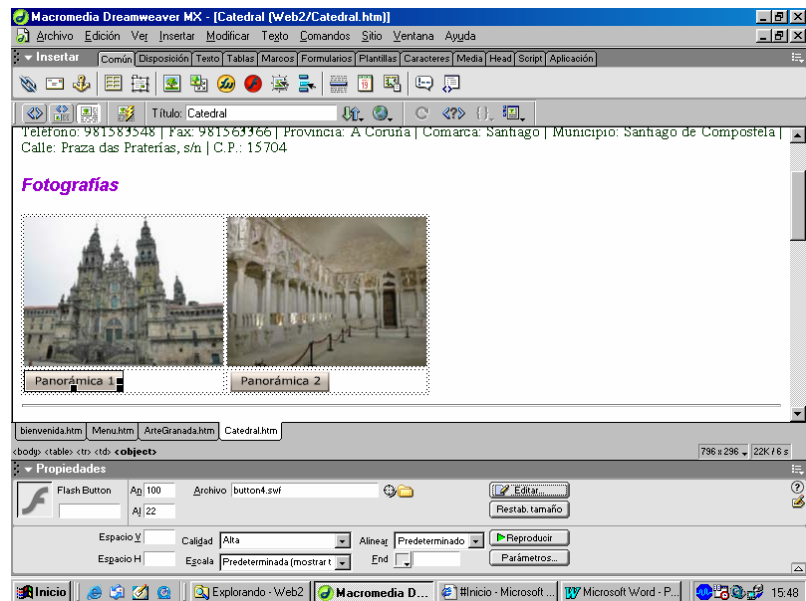 Macromedia Dreamweaver MX - [Catedral (Web2/Catedral.htm)]
Archivo Edición Ver Insertar Modificar Texto Comandos Sitio Ventana Ayuda
Insertar Común Disposición Texto Tablas Marcos Formularios Plantillas Caracteres Media Head Script Aplicación
Título: Catedral
Teléfono: 981583548 | Fax: 981563366 | Provincia: A Coruña | Comarca: Santiago | Municipio: Santiago de Compostela |
Calle: Praza das Praterías, s/n | C.P.: 15704
Fotografías
Panorámica 1 Panorámica 2
bienvenida.htm Menu.htm ArteGranada.htm Catedral.htm
<body> <table> <tr> <td> <object> 796 x 296 22K / 6 s
Propiedades
Flash Button An 100 Archivo button4.swf Editar...
Al 22 Restab. tamaño
Espacio V Calidad Alta Alinear Predeterminado Reproducir
Espacio H Escala Predeterminada (mostrar t End Parámetros...
Inicio Explorando - Web2 Macromedia D... #Inicio - Microsoft ... Microsoft Word - P... 15:48